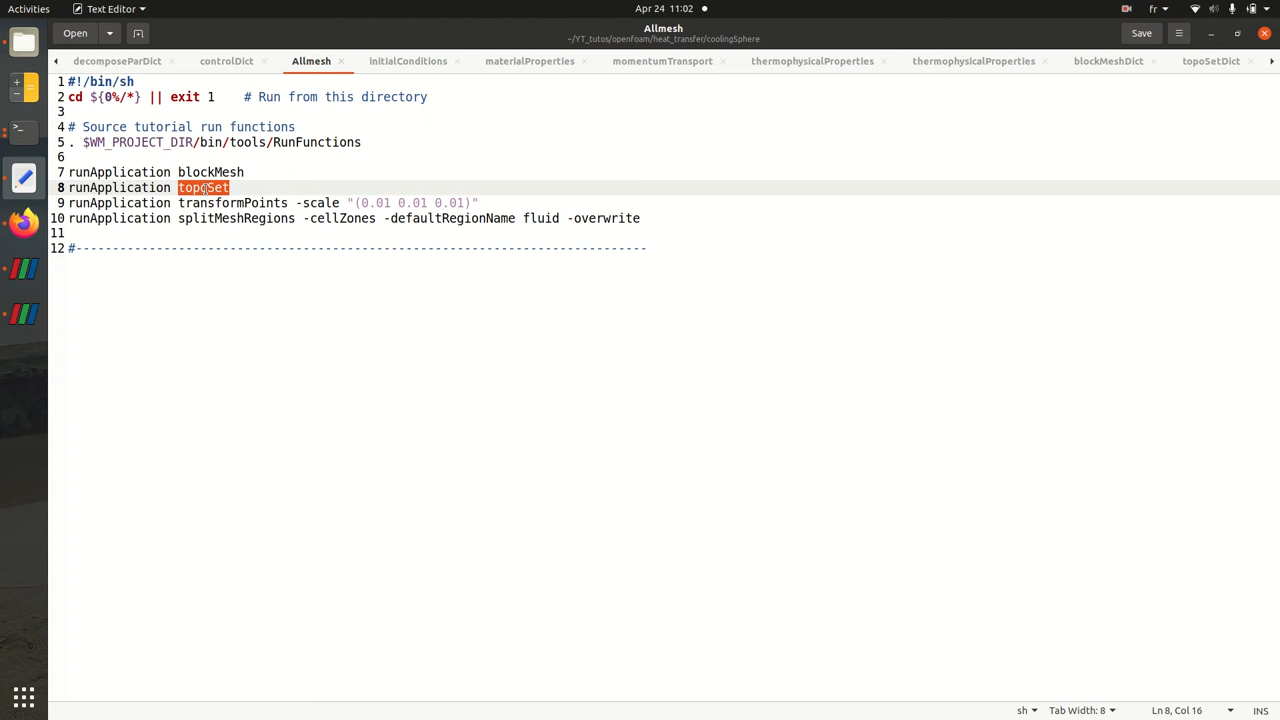 Activities
Text Editor
Apr 24 11:02
fr
Open
Allmesh
~/YT_tutos/openfoam/heat_transfer/coolingSphere
Save
decomposeParDict
controlDict
Allmesh
initialConditions
materialProperties
momentumTransport
thermophysicalProperties
thermophysicalProperties
blockMeshDict
topoSetDict
1 #!/bin/sh
2 cd ${0%/*} || exit 1    # Run from this directory
3
4 # Source tutorial run functions
5 . $WM_PROJECT_DIR/bin/tools/RunFunctions
6
7 runApplication blockMesh
8 runApplication topoSet
9 runApplication transformPoints -scale "(0.01 0.01 0.01)"
10 runApplication splitMeshRegions -cellZones -defaultRegionName fluid -overwrite
11
12 #------------------------------------------------------------------------------
sh
Tab Width: 8
Ln 8, Col 16
INS